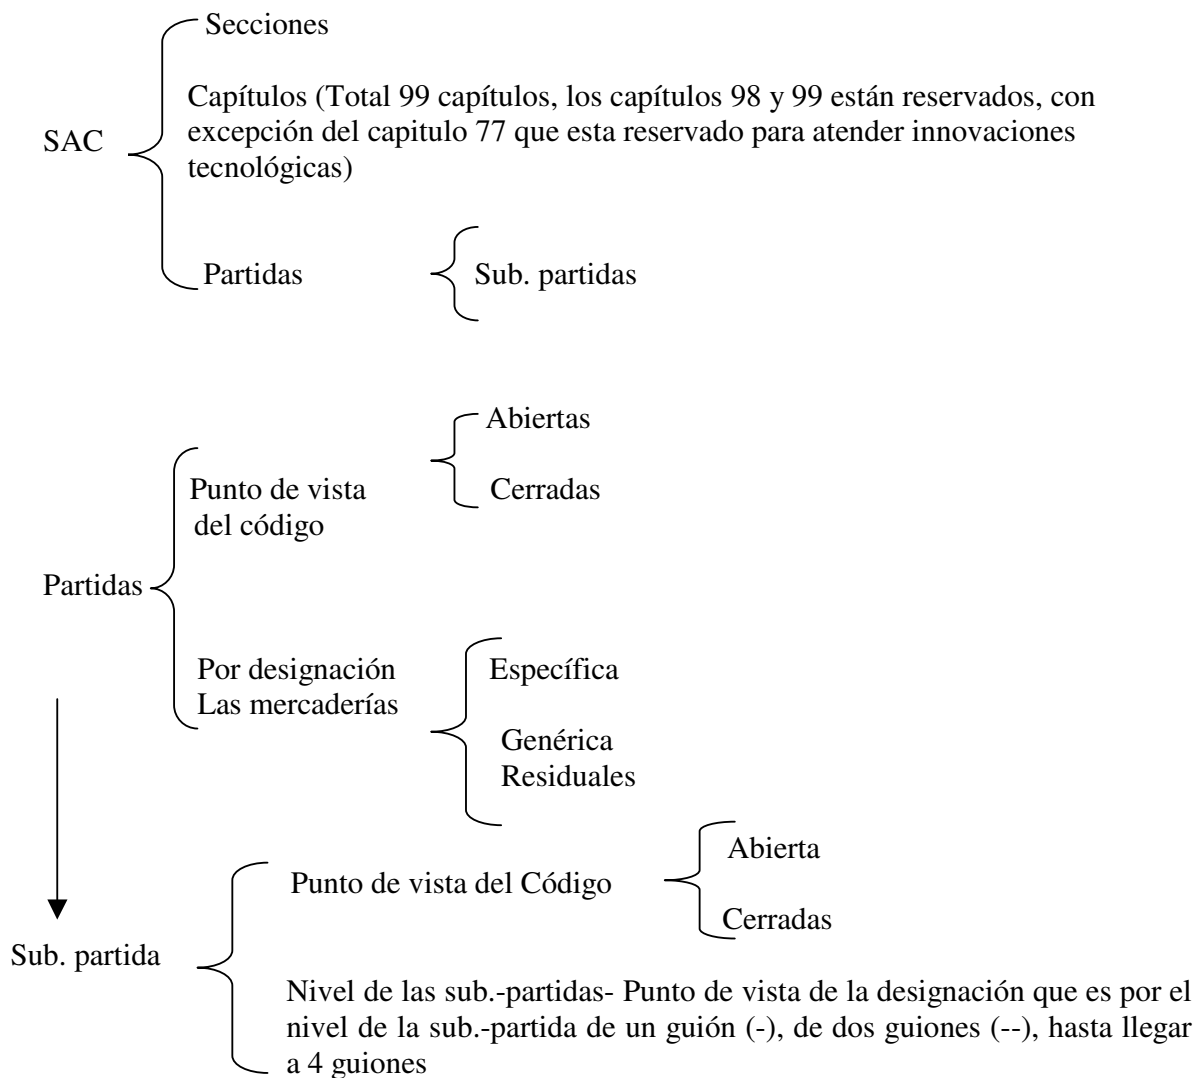 Secciones
Capítulos (Total 99 capítulos, los capítulos 98 y 99 están reservados, con
excepción del capitulo 77 que esta reservado para atender innovaciones
tecnológicas)
SAC
Partidas
Sub. partidas
Abiertas
Punto de vista
del código
Cerradas
Partidas
Por designación
Las mercaderías
Específica
Genérica
Residuales
Abierta
Punto de vista del Código
Cerradas
Sub. partida
Nivel de las sub.-partidas- Punto de vista de la designación que es por el
nivel de la sub.-partida de un guión (-), de dos guiones (--), hasta llegar
a 4 guiones